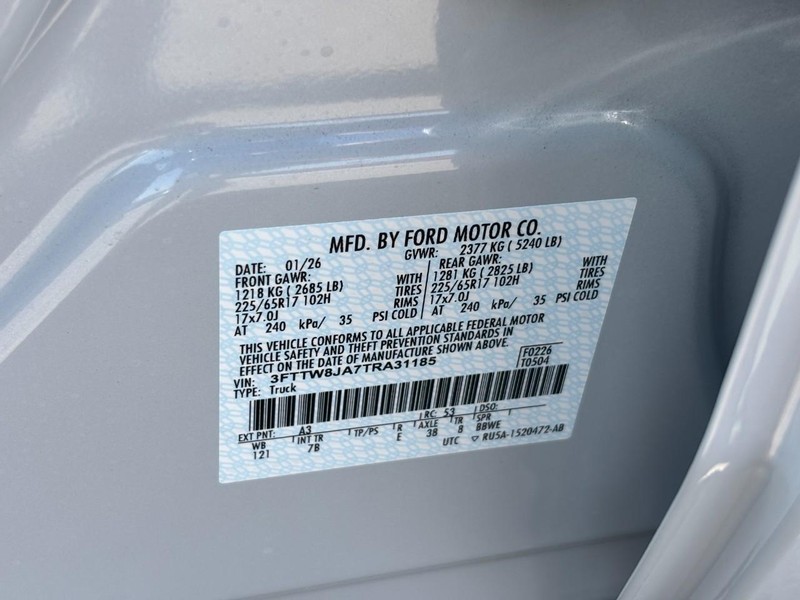 MFD. BY FORD MOTOR CO.
DATE: 01/26 GVWR: 2377 KG ( 5240 LB)
FRONT GAWR: REAR GAWR:
1218 KG ( 2685 LB) WITH 1281 KG ( 2825 LB) WITH
225/65R17 102H TIRES 225/65R17 102H TIRES
17x7.0J RIMS 17x7.0J RIMS
AT 240 kPa/ 35 PSI COLD AT 240 kPa/ 35 PSI COLD
THIS VEHICLE CONFORMS TO ALL APPLICABLE FEDERAL MOTOR
VEHICLE SAFETY AND THEFT PREVENTION STANDARDS IN
EFFECT ON THE DATE OF MANUFACTURE SHOWN ABOVE.
VIN: 3FTTW8JA7TRA31185 F0226
TYPE: Truck T0504
EXT PNT: A3 RC: 53 DSO:
WB INT TR TP/PS R AXLE TR SPR
121 7B E 38 8 BBWE
UTC RU5A-1520472-AB